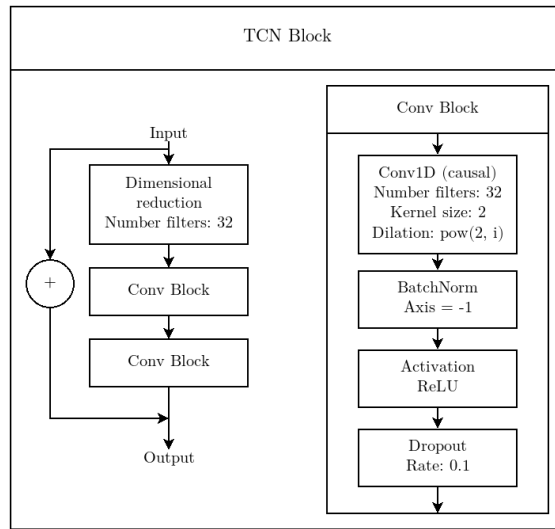 TCN Block
Input
Dimensional
reduction
Number filters: 32
+
Conv Block
Conv Block
Output
Conv Block
Conv1D (causal)
Number filters: 32
Kernel size: 2
Dilation: pow(2, i)
BatchNorm
Axis = -1
Activation
ReLU
Dropout
Rate: 0.1